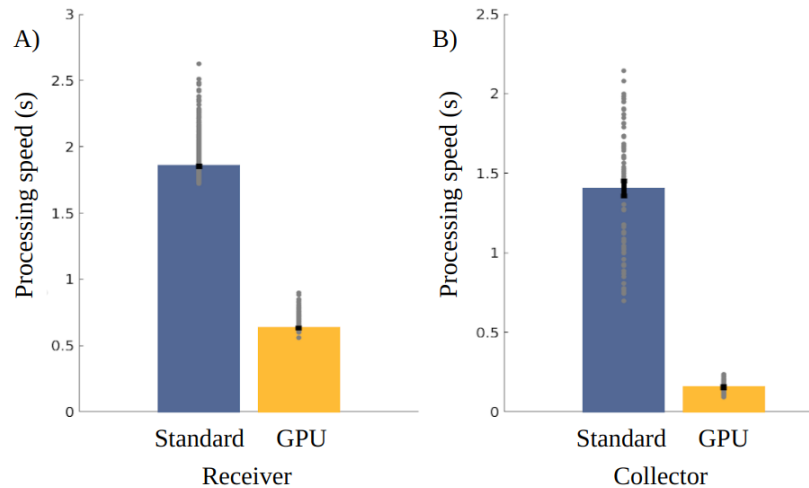 A)
Processing speed (s)
3
2.5
2
1.5
1
0.5
0
Standard GPU
Receiver
B)
Processing speed (s)
2.5
2
1.5
1
0.5
0
Standard GPU
Collector